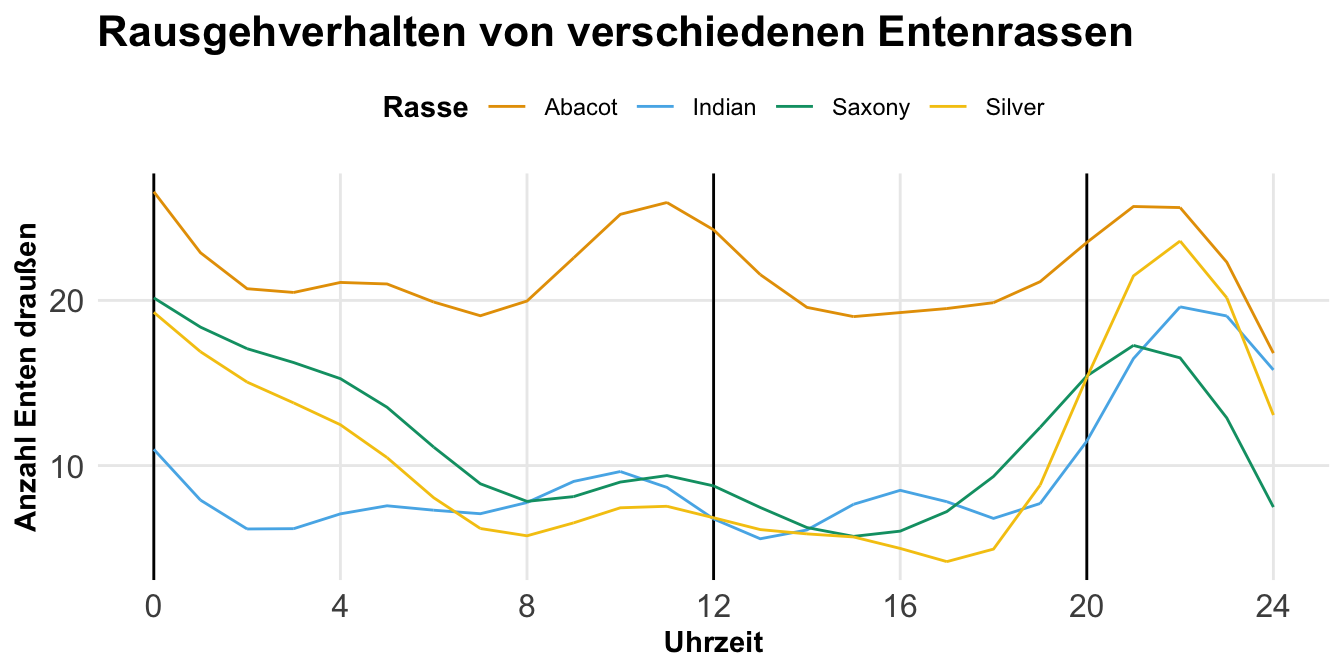 Rausgehverhalten von verschiedenen Entenrassen
Rasse Abacot Indian Saxony Silver
Anzahl Enten draußen
20
10
0 4 8 12 16 20 24
Uhrzeit